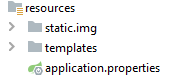 resources
static.img
templates
application.properties